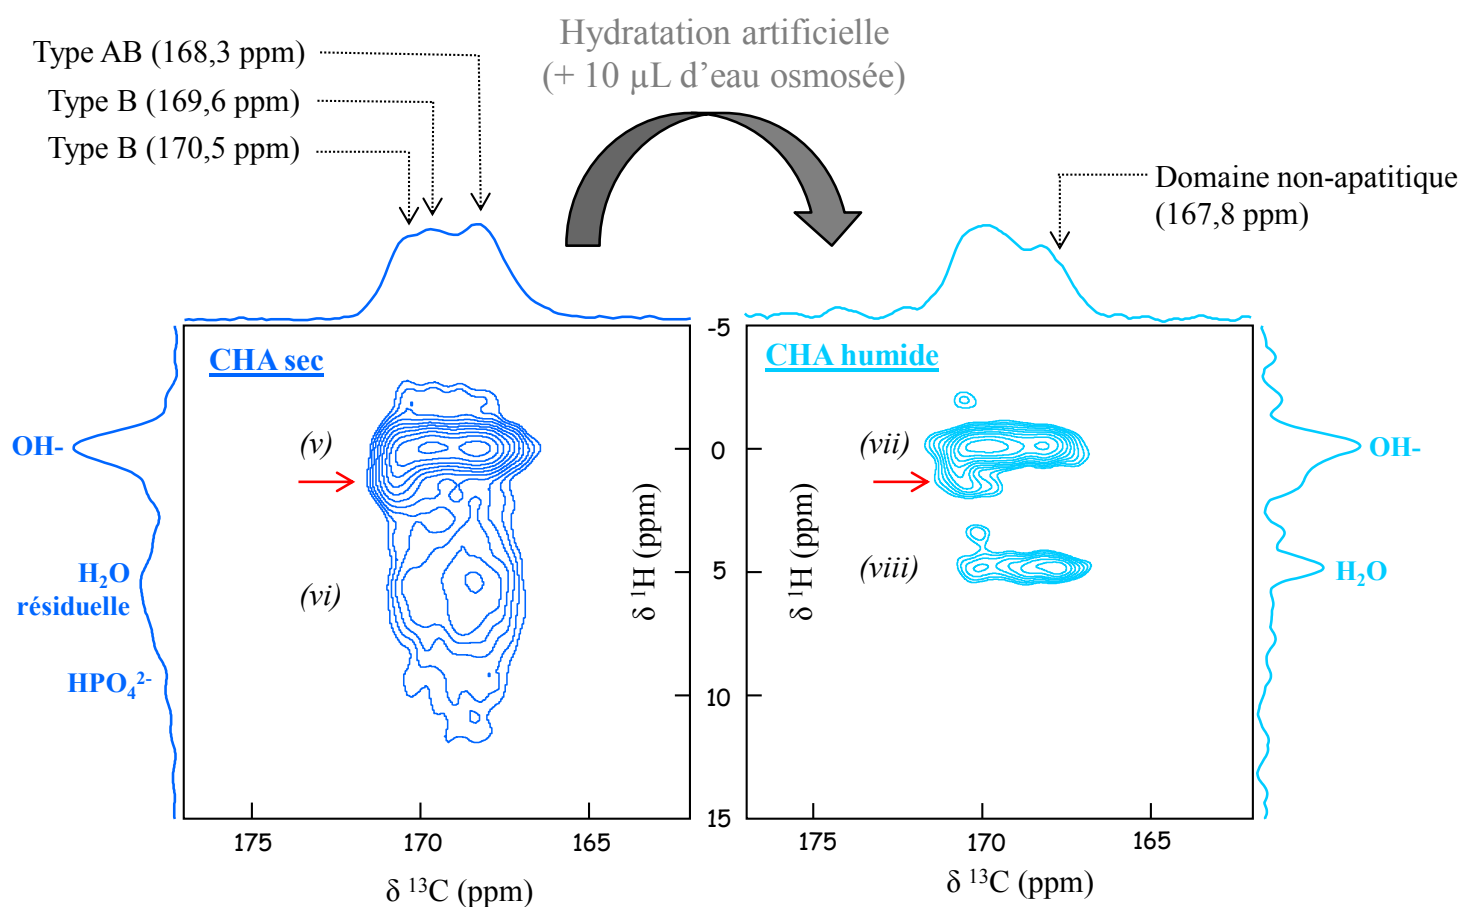 Hydratation artificielle
(+ 10 µL d'eau osmosée)
Type AB (168,3 ppm)
Type B (169,6 ppm)
Type B (170,5 ppm)
Domaine non-apatitique
(167,8 ppm)
CHA sec
OH-
H₂O
résiduelle
HPO₄²⁻
(v)
(vi)
175
170
165
δ ¹³C (ppm)
δ ¹H (ppm)
-5
0
5
10
15
δ ¹H (ppm)
CHA humide
(vii)
(viii)
OH-
H₂O
175
170
165
δ ¹³C (ppm)